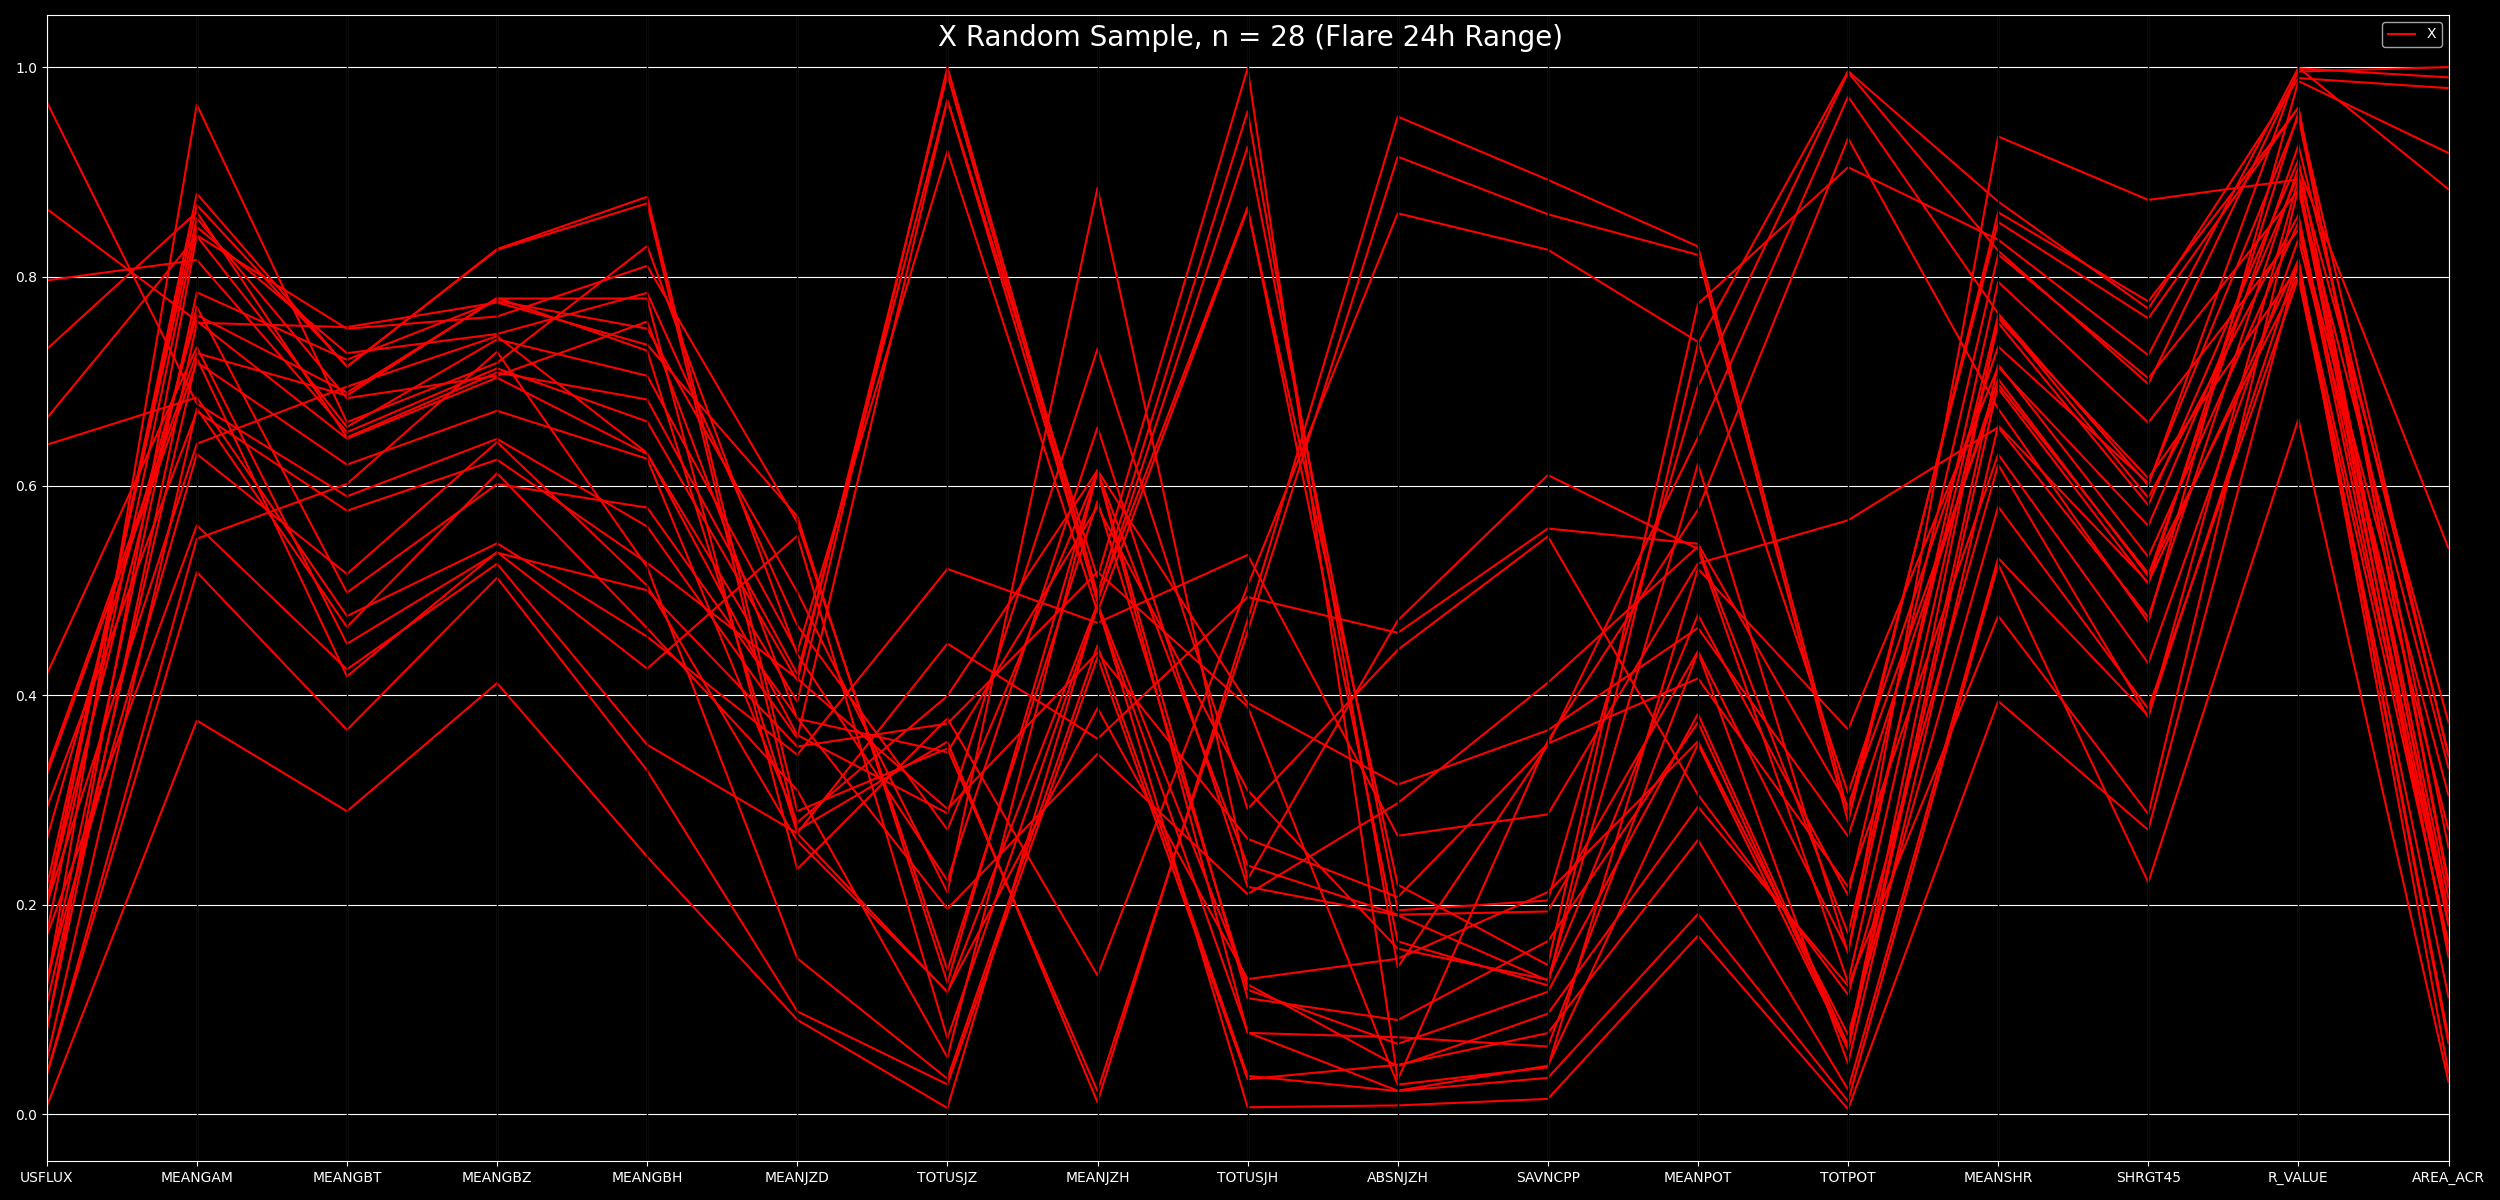 X Random Sample, n = 28 (Flare 24h Range)
X
1.0
0.8
0.6
0.4
0.2
0.0
USFLUX MEANGAM MEANGBT MEANGBZ MEANGBH MEANJZD TOTUSJZ MEANJZH TOTUSJH ABSNJZH SAVNCPP MEANPOT TOTPOT MEANSHR SHRGT45 R_VALUE AREA_ACR